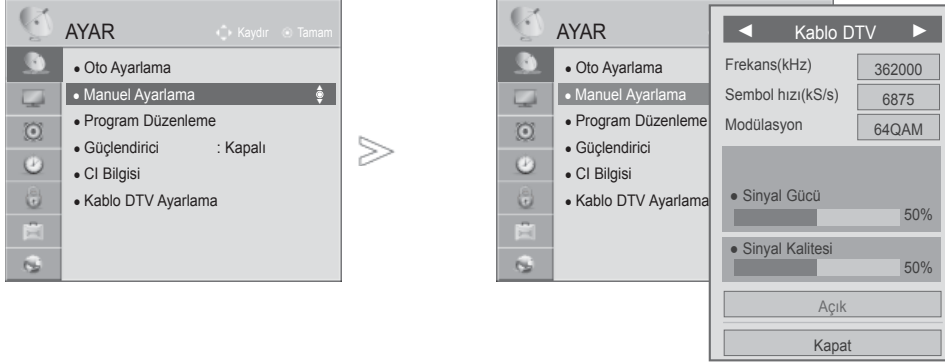 AYAR
Kaydır Tamam
• Oto Ayarlama
• Manuel Ayarlama
• Program Düzenleme
• Güçlendirici : Kapalı
• CI Bilgisi
• Kablo DTV Ayarlama
AYAR
• Oto Ayarlama
• Manuel Ayarlama
• Program Düzenleme
• Güçlendirici
• CI Bilgisi
• Kablo DTV Ayarlama
◀ Kablo DTV ▶
Frekans(kHz) 362000
Sembol hızı(kS/s) 6875
Modülasyon 64QAM
• Sinyal Gücü
50%
• Sinyal Kalitesi
50%
Açık
Kapat